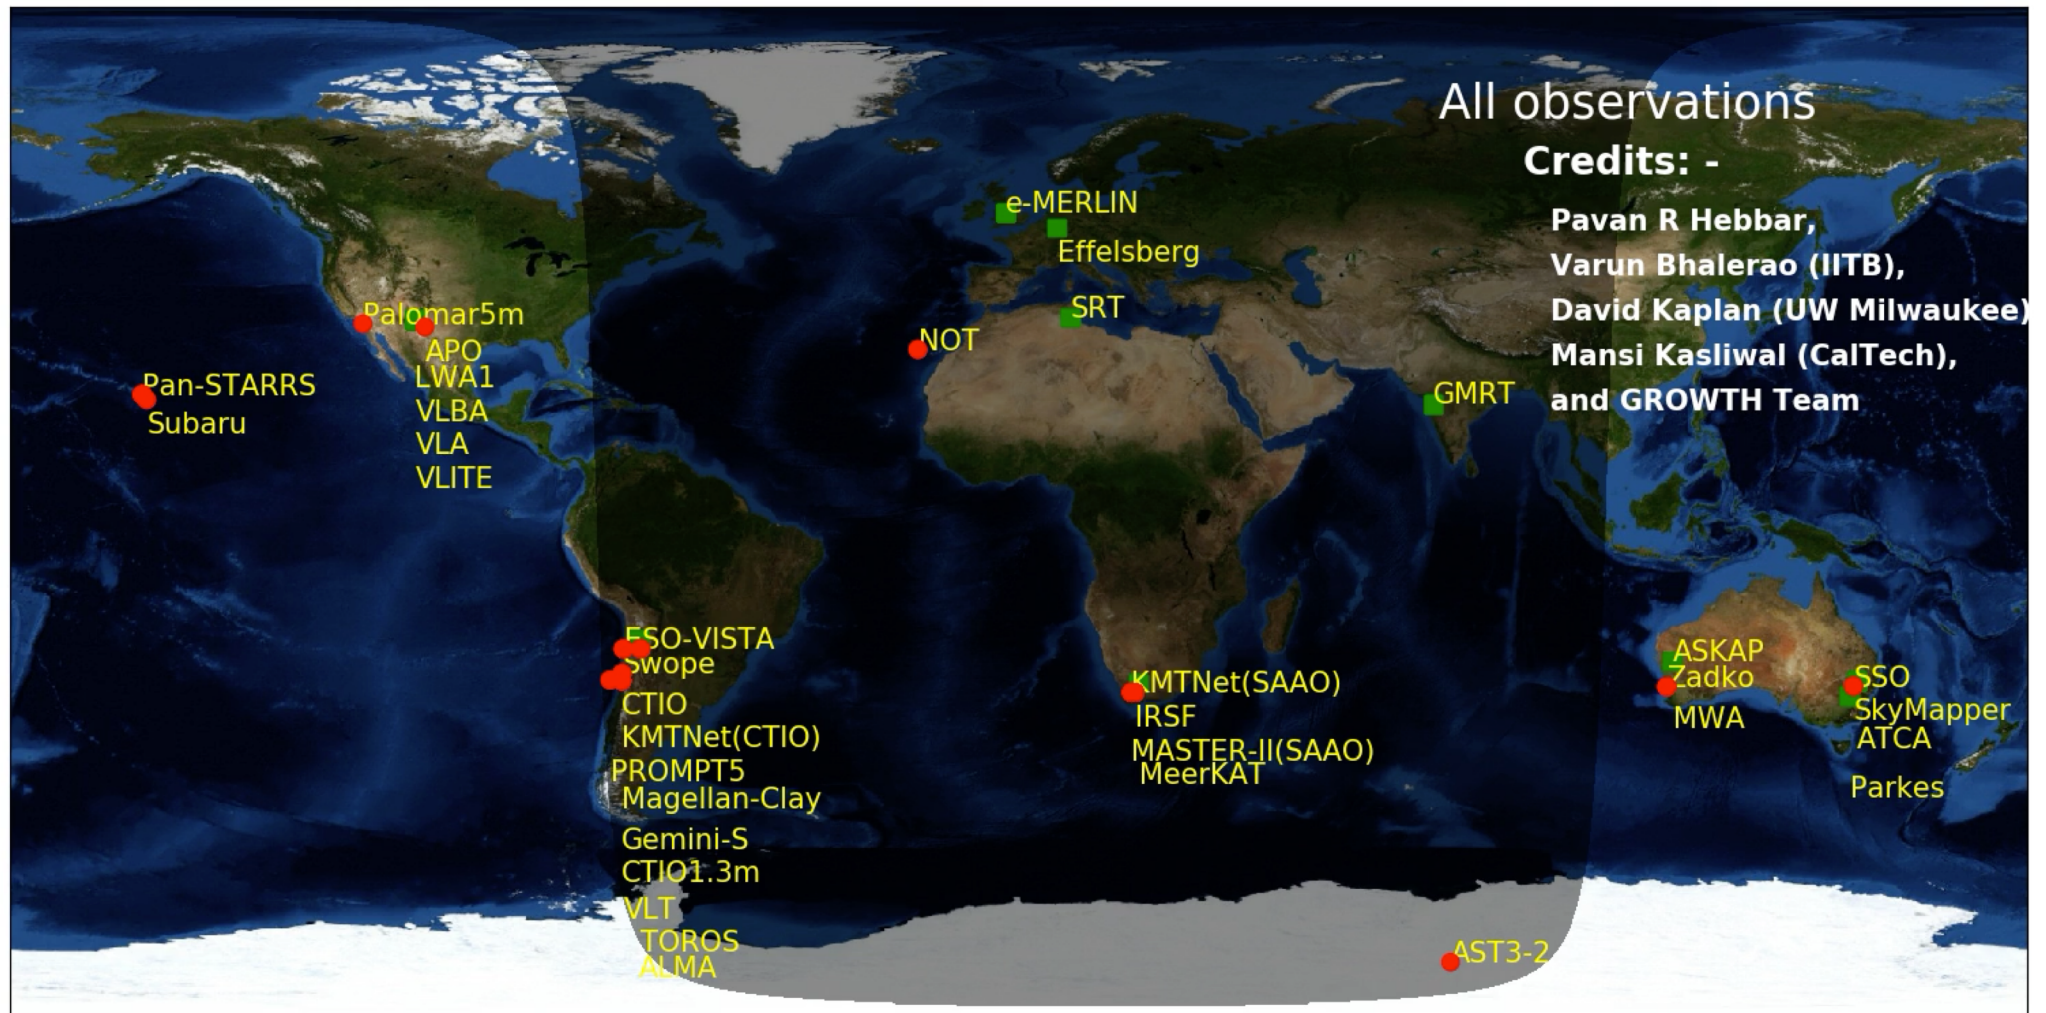 All observations
Credits: -
Pavan R Hebbar,
Varun Bhalerao (IITB),
David Kaplan (UW Milwaukee)
Mansi Kasliwal (CalTech),
and GROWTH Team
e-MERLIN
Effelsberg
SRT
NOT
GMRT
Palomar5m
APO
LWA1
VLBA
VLA
VLITE
Pan-STARRS
Subaru
ESO-VISTA
Swope
CTIO
KMTNet(CTIO)
PROMPT5
Magellan-Clay
Gemini-S
CTIO1.3m
VLT
TOROS
ALMA
KMTNet(SAAO)
IRSF
MASTER-II(SAAO)
MeerKAT
ASKAP
Zadko
MWA
SSO
SkyMapper
ATCA
Parkes
AST3-2